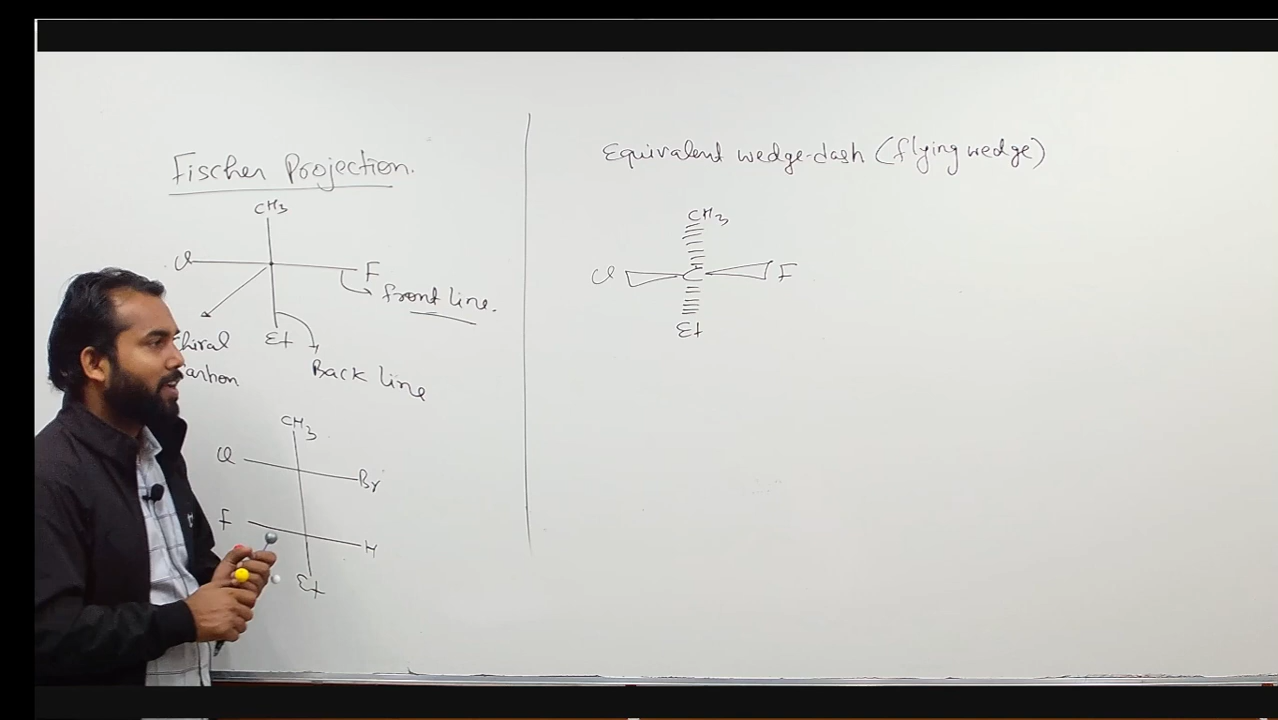 Fischer Projection.
CH3
Cl F
front line.
Et
hiral
arbon
Back line
CH3
Cl Br
F H
Et
Equivalent wedge-dash (flying wedge)
CH3
Cl C F
Et